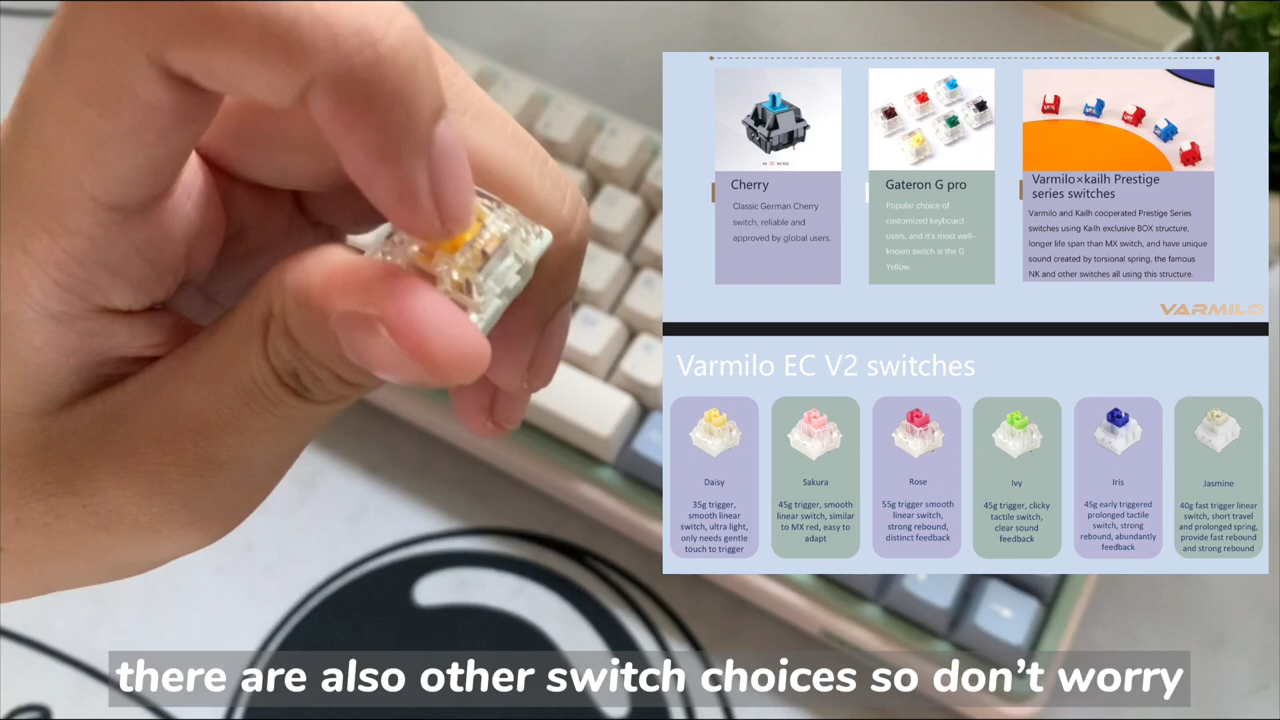 Cherry
Classic German Cherry
switch, reliable and
approved by global users.
Gateron G pro
Popular choice of
customized keyboard
users, and it's most well-
known switch is the G
Yellow.
Varmilo×kailh Prestige
series switches
Varmilo and Kailh cooperated Prestige Series
switches using Kailh exclusive BOX structure,
longer life span than MX switch, and have unique
sound created by torsional spring, the famous
NK and other switches all using this structure.
VARMILO
Varmilo EC V2 switches
Daisy
35g trigger,
smooth linear
switch, ultra light,
only needs gentle
touch to trigger
Sakura
45g trigger, smooth
linear switch, similar
to MX red, easy to
adapt
Rose
55g trigger smooth
linear switch,
strong rebound,
distinct feedback
Ivy
45g trigger, clicky
tactile switch,
clear sound
feedback
Iris
45g early triggered
prolonged tactile
switch, strong
rebound, abundantly
feedback
Jasmine
40g fast trigger linear
switch, short travel
and prolonged spring,
provide fast rebound
and strong rebound
there are also other switch choices so don't worry